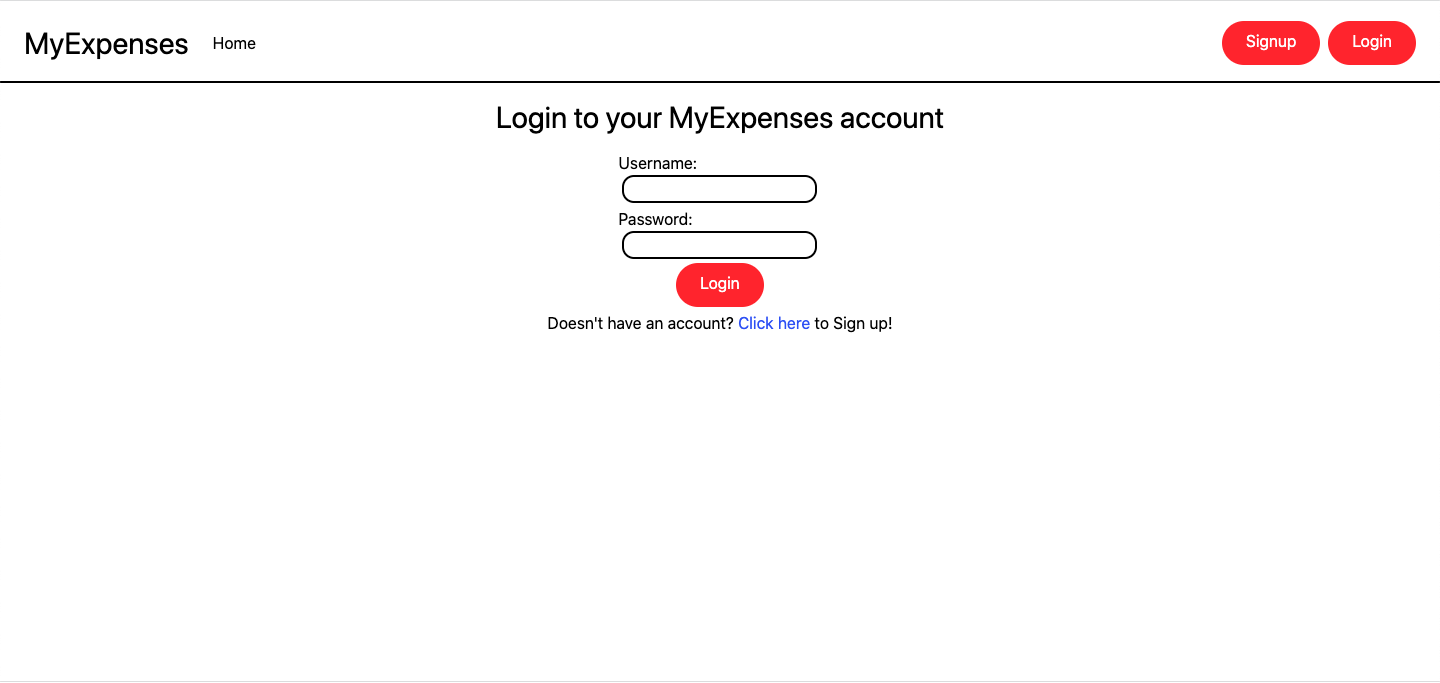 MyExpenses Home Signup Login
Login to your MyExpenses account
Username:
Password:
Login
Doesn't have an account? Click here to Sign up!